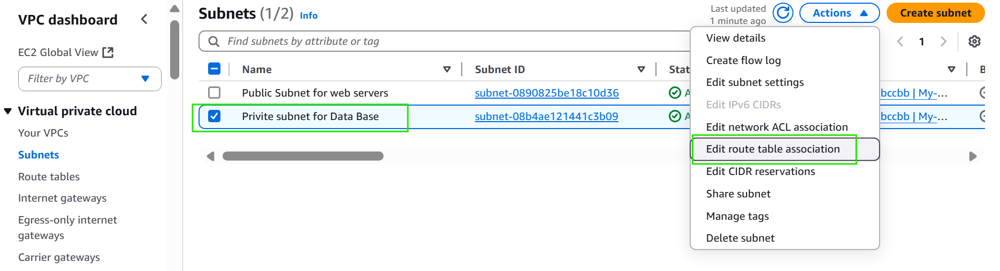 VPC dashboard
EC2 Global View
Filter by VPC
Virtual private cloud
Your VPCs
Subnets
Route tables
Internet gateways
Egress-only internet
gateways
Carrier gateways
Subnets (1/2) Info
Last updated
1 minute ago
Actions
Create subnet
Find subnets by attribute or tag
1
Name
Subnet ID
Stat
B
Public Subnet for web servers
subnet-0890825be18c10d36
A
bccbb | My-...
Privite subnet for Data Base
subnet-08b4ae121441c3b09
A
bccbb | My-...
View details
Create flow log
Edit subnet settings
Edit IPv6 CIDRs
Edit network ACL association
Edit route table association
Edit CIDR reservations
Share subnet
Manage tags
Delete subnet